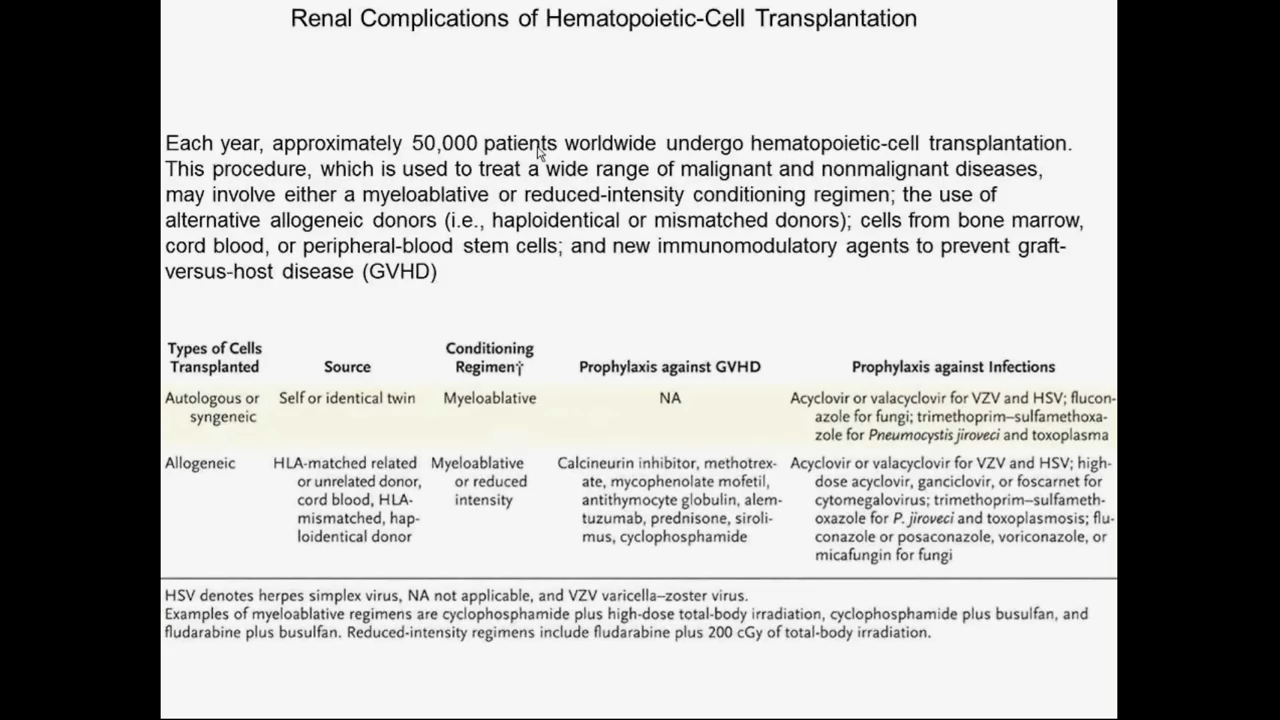 Renal Complications of Hematopoietic-Cell Transplantation
Each year, approximately 50,000 patients worldwide undergo hematopoietic-cell transplantation.
This procedure, which is used to treat a wide range of malignant and nonmalignant diseases,
may involve either a myeloablative or reduced-intensity conditioning regimen; the use of
alternative allogeneic donors (i.e., haploidentical or mismatched donors); cells from bone marrow,
cord blood, or peripheral-blood stem cells; and new immunomodulatory agents to prevent graft-
versus-host disease (GVHD)
Types of Cells
Transplanted
Source
Conditioning
Regimen†
Prophylaxis against GVHD
Prophylaxis against Infections
Autologous or
syngeneic
Self or identical twin
Myeloablative
NA
Acyclovir or valacyclovir for VZV and HSV; flucon-
azole for fungi; trimethoprim–sulfamethoxa-
zole for Pneumocystis jiroveci and toxoplasma
Allogeneic
HLA-matched related
or unrelated donor,
cord blood, HLA-
mismatched, hap-
loidentical donor
Myeloablative
or reduced
intensity
Calcineurin inhibitor, methotrex-
ate, mycophenolate mofetil,
antithymocyte globulin, alem-
tuzumab, prednisone, siroli-
mus, cyclophosphamide
Acyclovir or valacyclovir for VZV and HSV; high-
dose acyclovir, ganciclovir, or foscarnet for
cytomegalovirus; trimethoprim–sulfameth-
oxazole for P. jiroveci and toxoplasmosis; flu-
conazole or posaconazole, voriconazole, or
micafungin for fungi
HSV denotes herpes simplex virus, NA not applicable, and VZV varicella–zoster virus.
Examples of myeloablative regimens are cyclophosphamide plus high-dose total-body irradiation, cyclophosphamide plus busulfan, and
fludarabine plus busulfan. Reduced-intensity regimens include fludarabine plus 200 cGy of total-body irradiation.